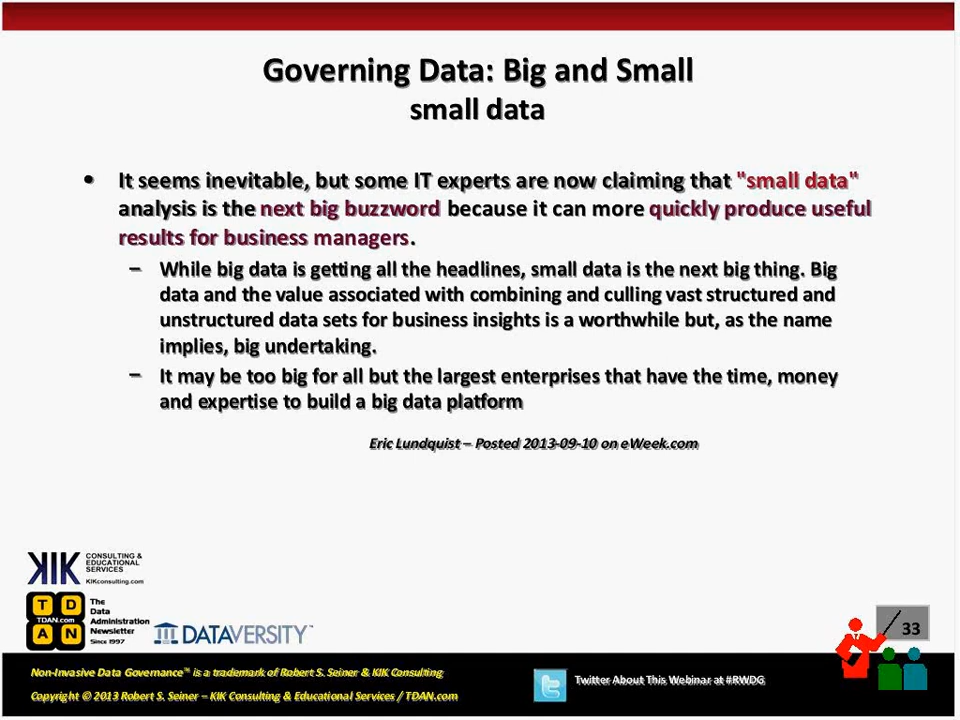 Governing Data: Big and Small
small data
• It seems inevitable, but some IT experts are now claiming that "small data"
analysis is the next big buzzword because it can more quickly produce useful
results for business managers.
– While big data is getting all the headlines, small data is the next big thing. Big
data and the value associated with combining and culling vast structured and
unstructured data sets for business insights is a worthwhile but, as the name
implies, big undertaking.
– It may be too big for all but the largest enterprises that have the time, money
and expertise to build a big data platform
Eric Lundquist – Posted 2013-09-10 on eWeek.com
KIK
CONSULTING &
EDUCATIONAL
SERVICES
KIKconsulting.com
T D
TDAN.com
A N
The
Data
Administration
Newsletter
Since 1997
DATAVERSITY™
33
Non-Invasive Data Governance™ is a trademark of Robert S. Seiner & KIK Consulting
Copyright © 2013 Robert S. Seiner – KIK Consulting & Educational Services / TDAN.com
Twitter About This Webinar at #RWDG